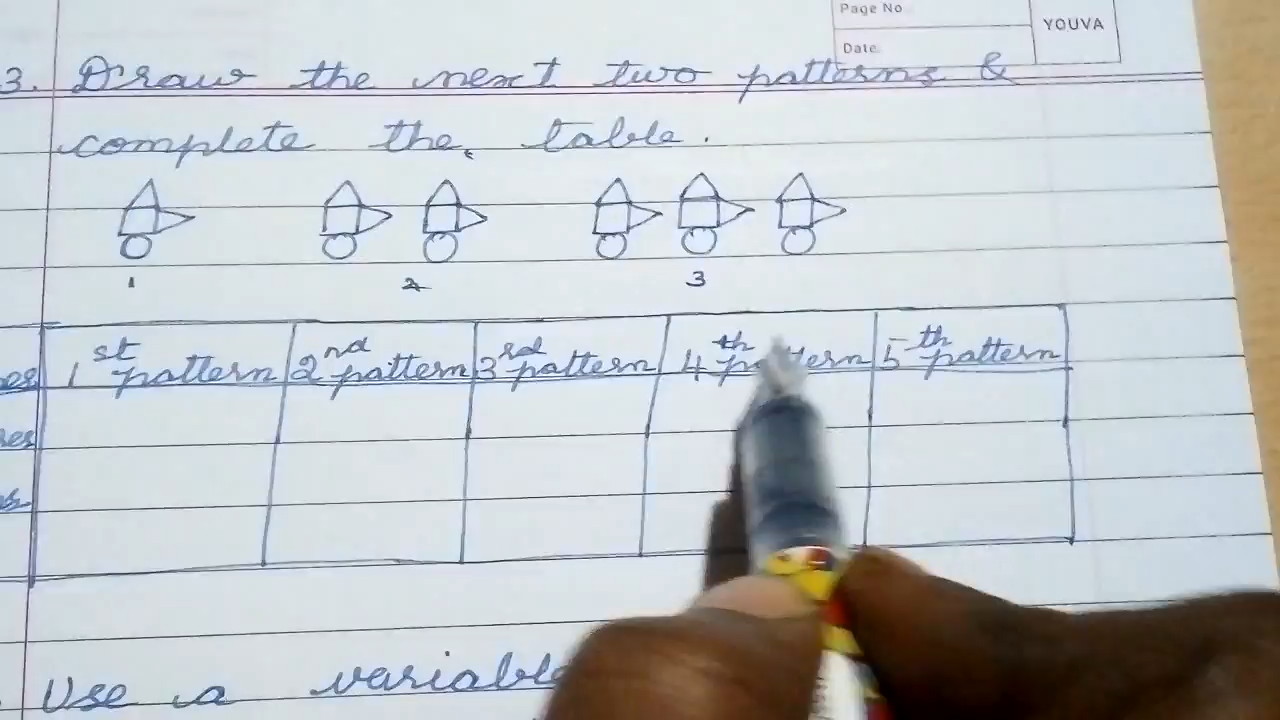 Page No
YOUVA
Date
3. Draw the next two patterns &
complete the table.
1 2 3
1st pattern 2nd pattern 3rd pattern 4th pattern 5th pattern
Use a variable